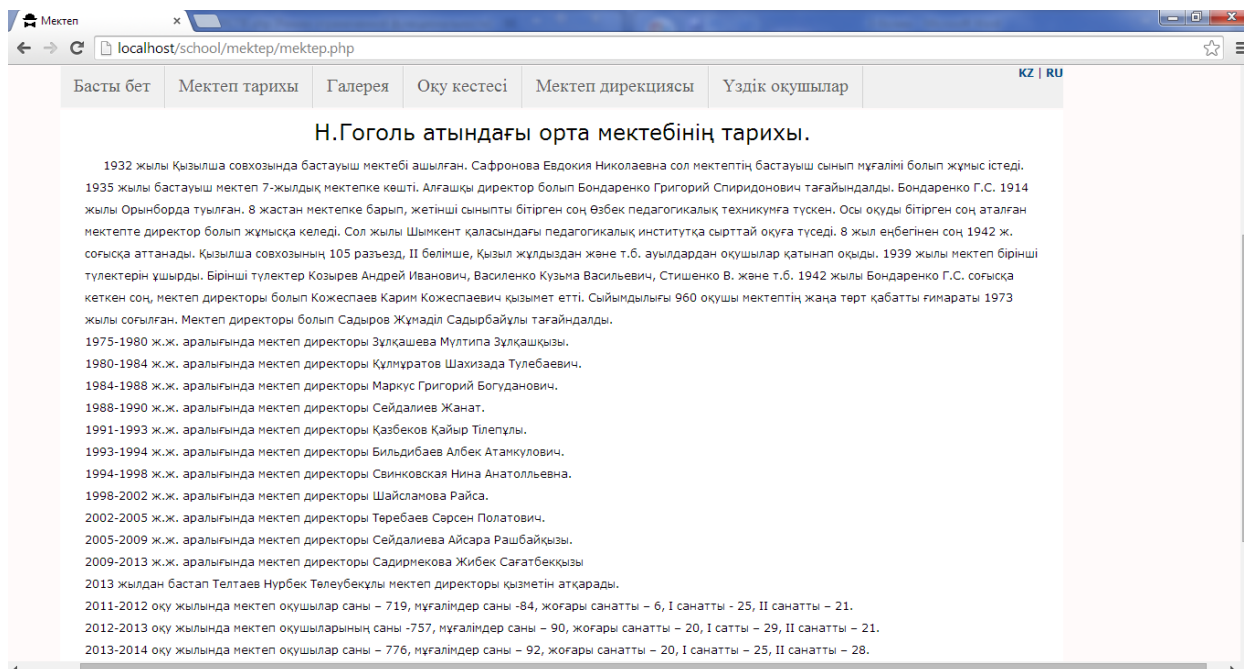 Мектеп
localhost/school/mektep/mektep.php
KZ | RU
Басты бет Мектеп тарихы Галерея Оқу кестесі Мектеп дирекциясы Үздік оқушылар
Н.Гоголь атындағы орта мектебінің тарихы.
1932 жылы Қызылша совхозында бастауыш мектебі ашылған. Сафронова Евдокия Николаевна сол мектептің бастауыш сынып мұғалімі болып жұмыс істеді.
1935 жылы бастауыш мектеп 7-жылдық мектепке көшті. Алғашқы директор болып Бондаренко Григорий Спиридонович тағайындалды. Бондаренко Г.С. 1914
жылы Орынборда туылған. 8 жастан мектепке барып, жетінші сыныпты бітірген соң Өзбек педагогикалық техникумға түскен. Осы оқуды бітірген соң аталған
мектепте директор болып жұмысқа келеді. Сол жылы Шымкент қаласындағы педагогикалық институтқа сырттай оқуға түседі. 8 жыл еңбегінен соң 1942 ж.
соғысқа аттанады. Қызылша совхозының 105 разъезд, II бөлімше, Қызыл жұлдыздан және т.б. ауылдардан оқушылар қатынап оқыды. 1939 жылы мектеп бірінші
түлектерін ұшырды. Бірінші түлектер Козырев Андрей Иванович, Василенко Кузьма Васильевич, Стишенко В. және т.б. 1942 жылы Бондаренко Г.С. соғысқа
кеткен соң, мектеп директоры болып Кожеспаев Карим Кожеспаевич қызымет етті. Сыйымдылығы 960 оқушы мектептің жаңа төрт қабатты ғимараты 1973
жылы соғылған. Мектеп директоры болып Садыров Жұмаділ Садырбайұлы тағайндалды.
1975-1980 ж.ж. аралығында мектеп директоры Зұлқашева Мүлтипа Зұлқашқызы.
1980-1984 ж.ж. аралығында мектеп директоры Құлмұратов Шахизада Тулебаевич.
1984-1988 ж.ж. аралығында мектеп директоры Маркус Григорий Богуданович.
1988-1990 ж.ж. аралығында мектеп директоры Сейдалиев Жанат.
1991-1993 ж.ж. аралығында мектеп директоры Қазбеков Қайыр Тілепұлы.
1993-1994 ж.ж. аралығында мектеп директоры Бильдибаев Албек Атамкулович.
1994-1998 ж.ж. аралығында мектеп директоры Свинковская Нина Анатолльевна.
1998-2002 ж.ж. аралығында мектеп директоры Шайсламова Райса.
2002-2005 ж.ж. аралығында мектеп директоры Төребаев Сәрсен Полатович.
2005-2009 ж.ж. аралығында мектеп директоры Сейдалиева Айсара Рашбайқызы.
2009-2013 ж.ж. аралығында мектеп директоры Садирмекова Жибек Сағатбекқызы
2013 жылдан бастап Телтаев Нурбек Төлеубекұлы мектеп директоры қызметін атқарады.
2011-2012 оқу жылында мектеп оқушылар саны – 719, мұғалімдер саны -84, жоғары санатты – 6, I санатты - 25, II санатты – 21.
2012-2013 оқу жылында мектеп оқушыларының саны -757, мұғалімдер саны – 90, жоғары санатты – 20, I сатты – 29, II санатты – 21.
2013-2014 оқу жылында мектеп оқушылар саны – 776, мұғалімдер саны – 92, жоғары санатты – 20, I санатты – 25, II санатты – 28.